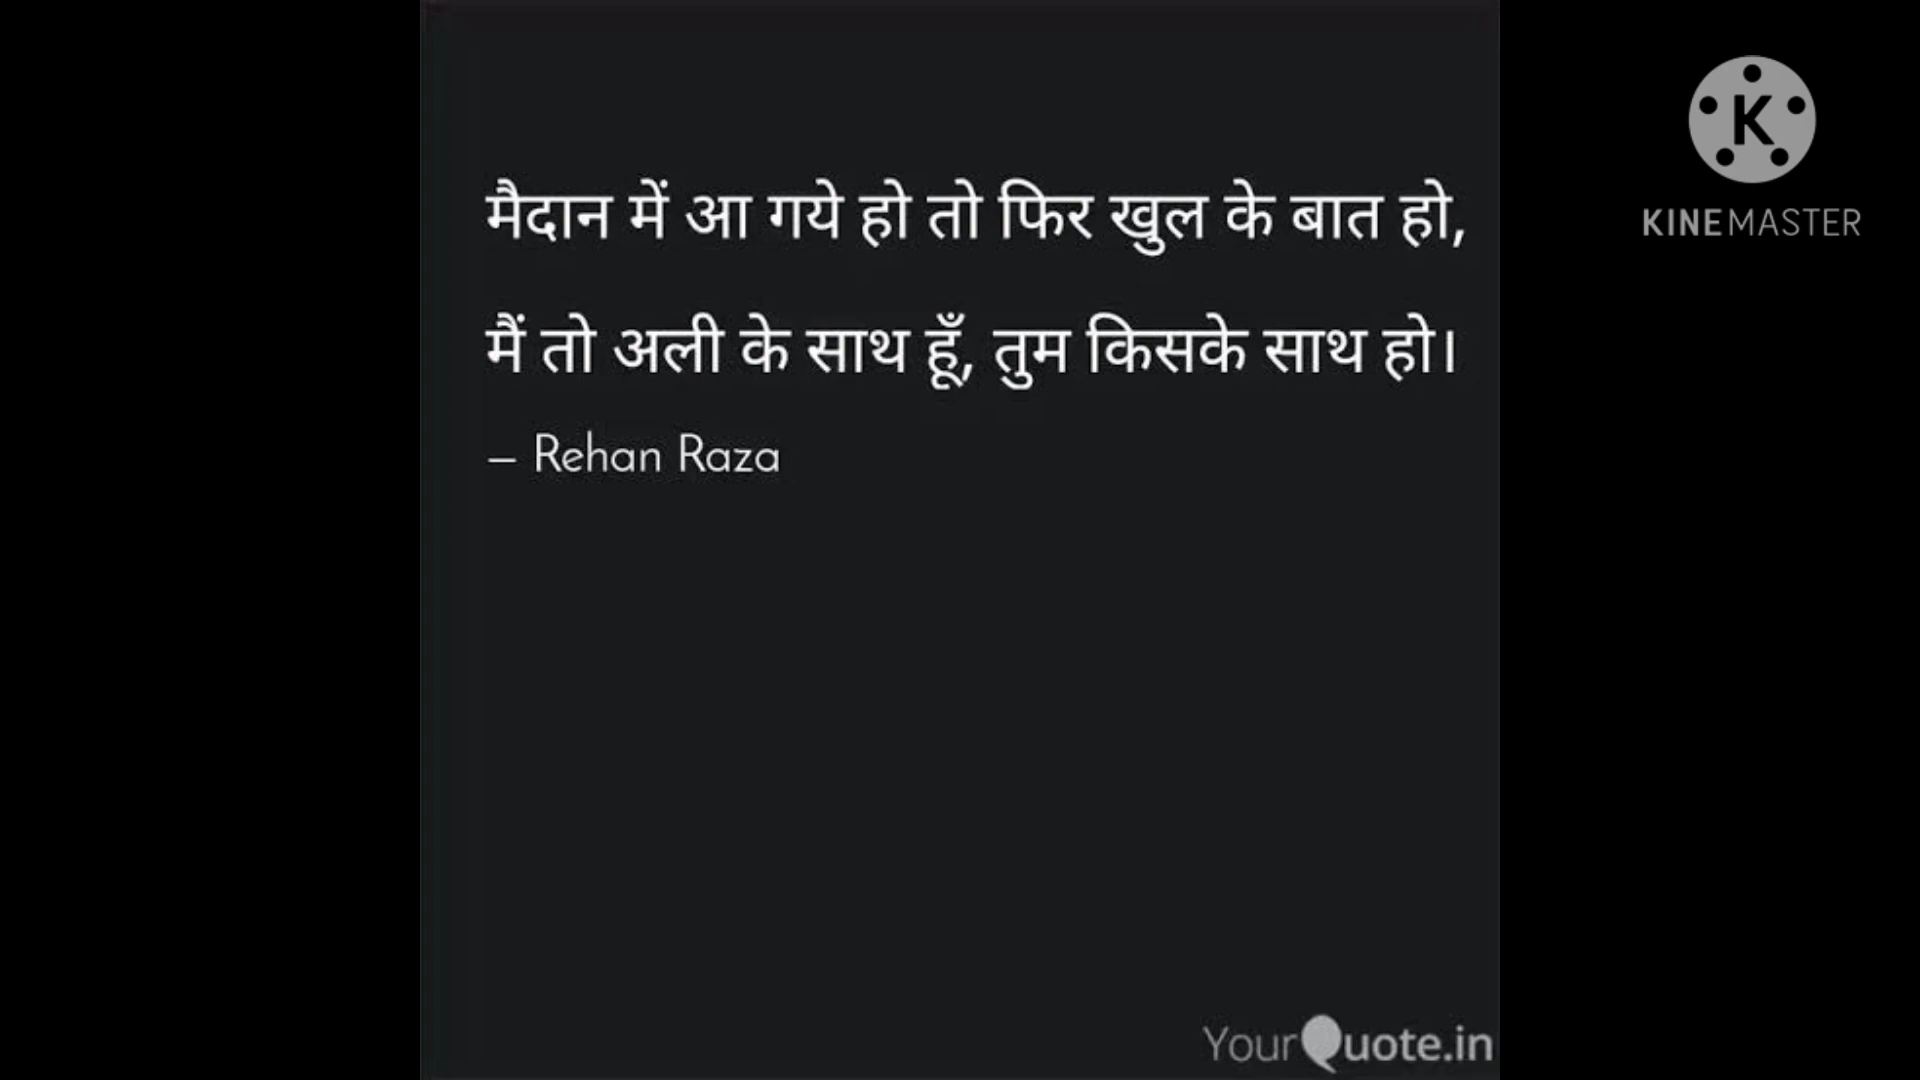 मैदान में आ गये हो तो फिर खुल के बात हो,
मैं तो अली के साथ हूँ, तुम किसके साथ हो।
– Rehan Raza
YourQuote.in
K
KINEMASTER